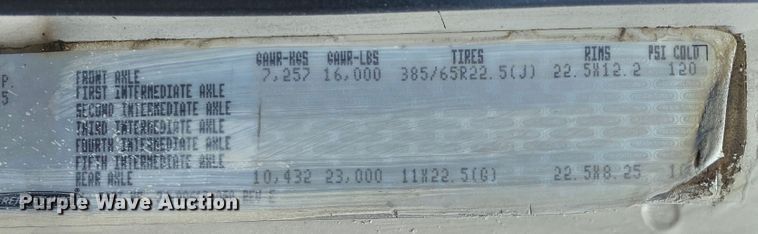 GAWR-KGS GAWR-LBS TIRES RIMS PSI COLD
FRONT AXLE 7,257 16,000 385/65R22.5(J) 22.5X12.2 120
FIRST INTERMEDIATE AXLE
SECOND INTERMEDIATE AXLE
THIRD INTERMEDIATE AXLE
FOURTH INTERMEDIATE AXLE
FIFTH INTERMEDIATE AXLE
REAR AXLE 10,432 23,000 11X22.5(G) 22.5X8.25
Purple Wave Auction